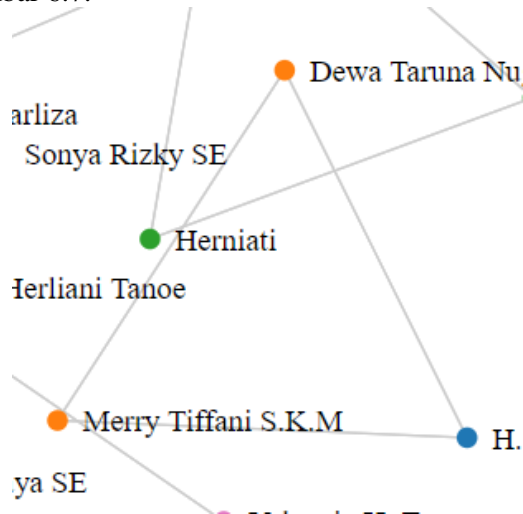 Dewa Taruna Nu
arliza
Sonya Rizky SE
Herniati
Herliani Tanoe
Merry Tiffani S.K.M
H.
ya SE